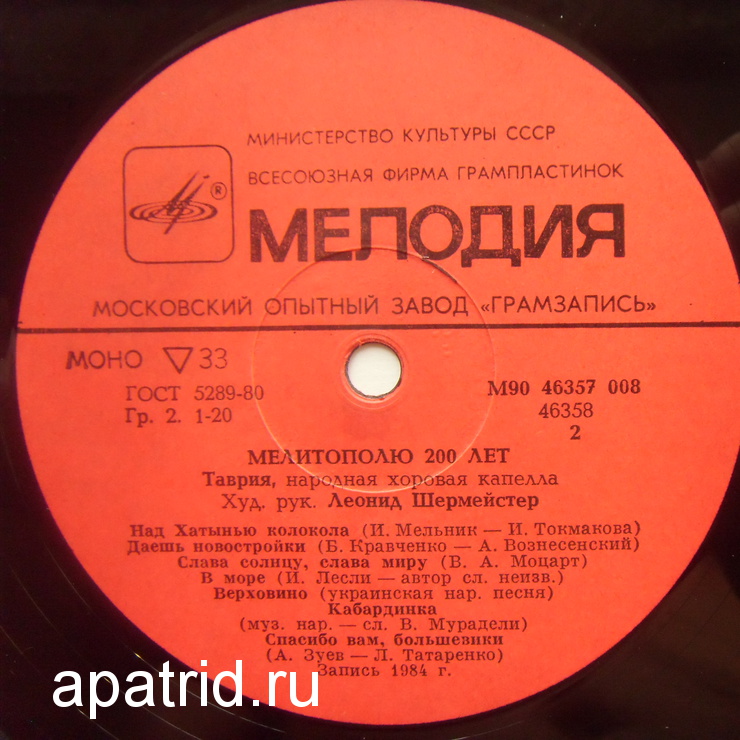 МИНИСТЕРСТВО КУЛЬТУРЫ СССР
ВСЕСОЮЗНАЯ ФИРМА ГРАМПЛАСТИНОК
®
МЕЛОДИЯ
МОСКОВСКИЙ ОПЫТНЫЙ ЗАВОД «ГРАМЗАПИСЬ»
МОНО ▽ 33
ГОСТ 5289-80
Гр. 2. 1-20
М90 46357 008
46358
2
МЕЛИТОПОЛЮ 200 ЛЕТ
Таврия, народная хоровая капелла
Худ. рук. Леонид Шермейстер
Над Хатынью колокола (И. Мельник — И. Токмакова)
Даешь новостройки (Б. Кравченко — А. Вознесенский)
Слава солнцу, слава миру (В. А. Моцарт)
В море (И. Лесли — автор сл. неизв.)
Верховино (украинская нар. песня)
Кабардинка
(муз. нар. — сл. В. Мурадели)
Спасибо вам, большевики
(А. Зуев — Л. Татаренко)
Запись 1984 г.
apatrid.ru